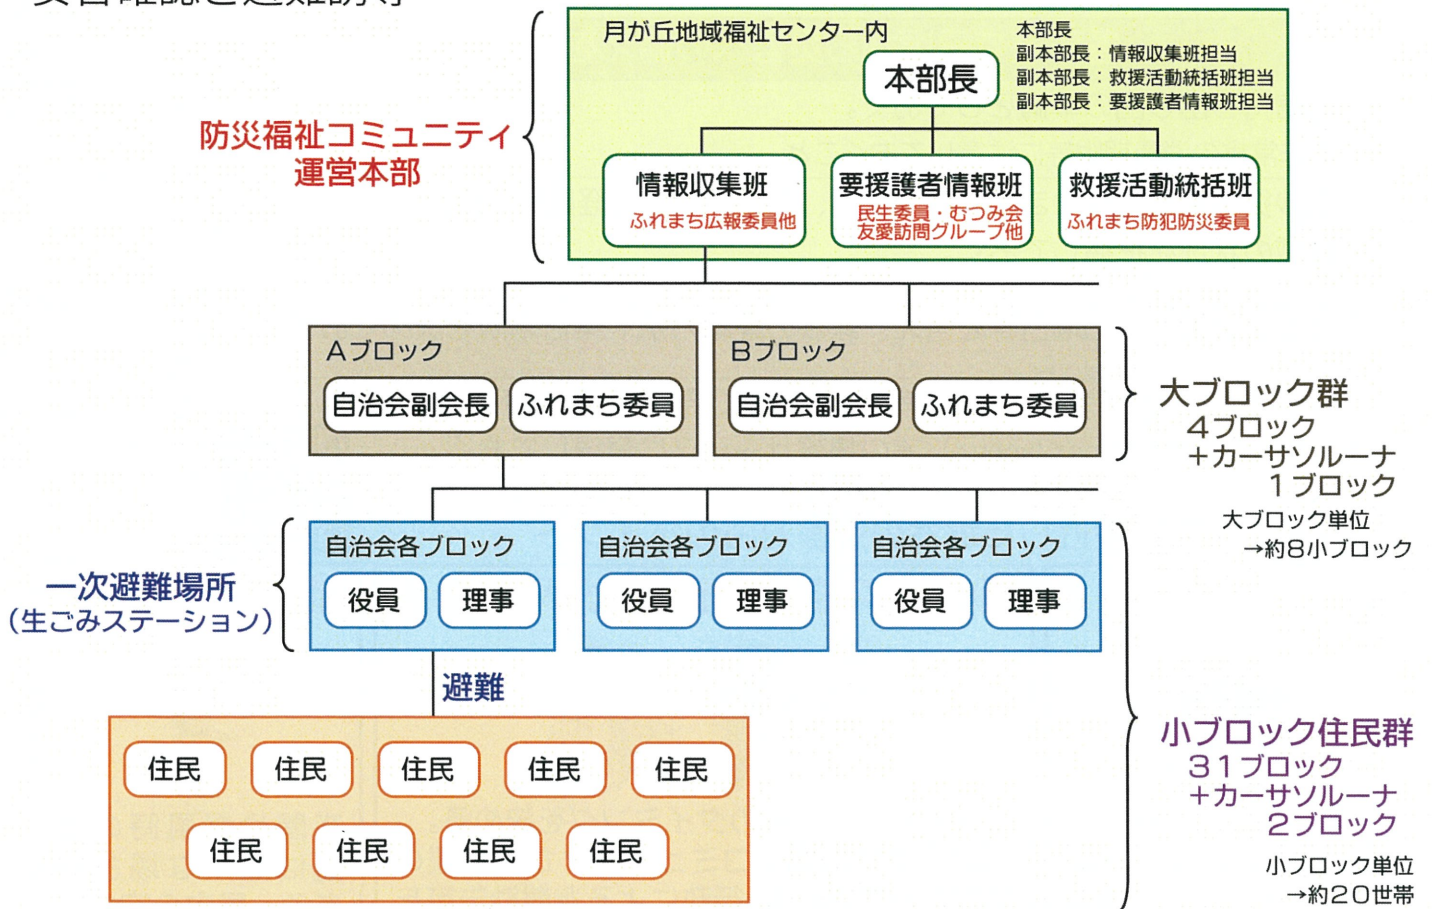 安否確認と避難誘導
月が丘地域福祉センター内
本部長
本部長
副本部長：情報収集班担当
副本部長：救援活動統括班担当
副本部長：要援護者情報班担当
防災福祉コミュニティ
運営本部
情報収集班
ふれまち広報委員他
要援護者情報班
民生委員・むつみ会
友愛訪問グループ他
救援活動統括班
ふれまち防犯防災委員
Aブロック
自治会副会長
ふれまち委員
Bブロック
自治会副会長
ふれまち委員
大ブロック群
4ブロック
＋カーサソルーナ
1ブロック
大ブロック単位
→約8小ブロック
一次避難場所
（生ごみステーション）
自治会各ブロック
役員
理事
自治会各ブロック
役員
理事
自治会各ブロック
役員
理事
避難
住民
住民
住民
住民
住民
住民
住民
住民
住民
小ブロック住民群
31ブロック
＋カーサソルーナ
2ブロック
小ブロック単位
→約20世帯